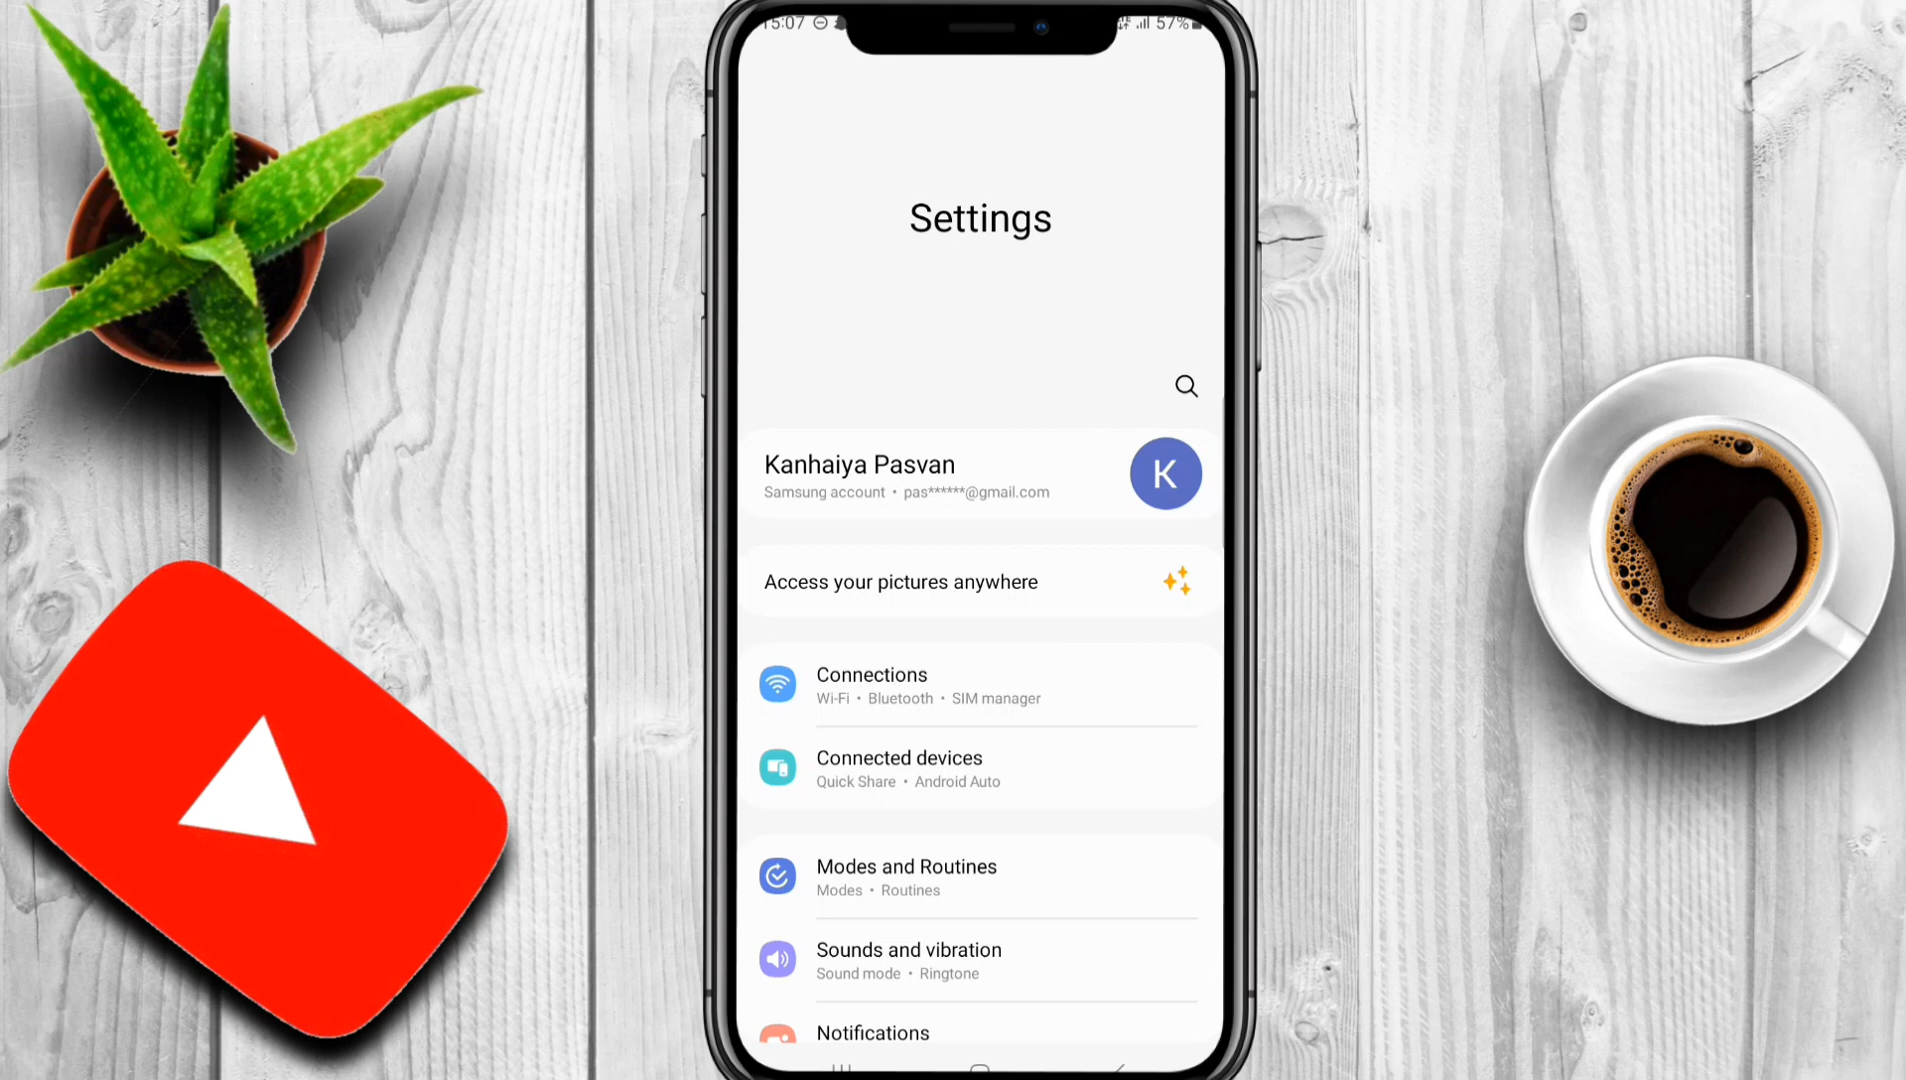 15:07 57%
Settings
Kanhaiya Pasvan
K
Samsung account • pas******@gmail.com
Access your pictures anywhere
Connections
Wi-Fi • Bluetooth • SIM manager
Connected devices
Quick Share • Android Auto
Modes and Routines
Modes • Routines
Sounds and vibration
Sound mode • Ringtone
Notifications